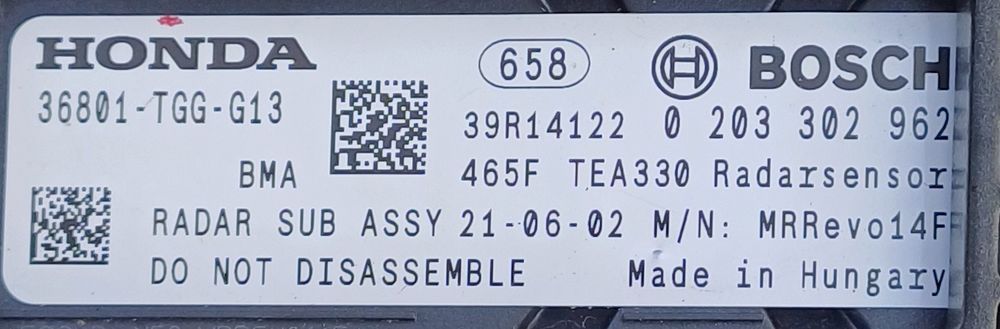 HONDA 658 BOSCH
36801-TGG-G13 39R14122 0 203 302 962
BMA 465F TEA330 Radarsensor
RADAR SUB ASSY 21-06-02 M/N: MRRevo14F
DO NOT DISASSEMBLE Made in Hungary